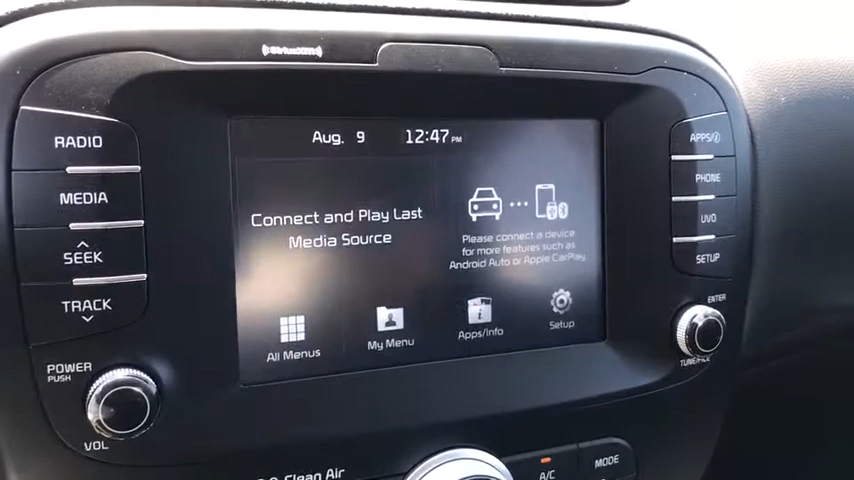 SiriusXM
RADIO
MEDIA
SEEK
TRACK
POWER
PUSH
VOL
Aug. 9 12:47 PM
Connect and Play Last
Media Source
Please connect a device
for more features such as
Android Auto or Apple CarPlay.
All Menus
My Menu
Apps/Info
Setup
APPS/i
PHONE
UVO
SETUP
ENTER
TUNE/FILE
Clean Air
A/C
MODE